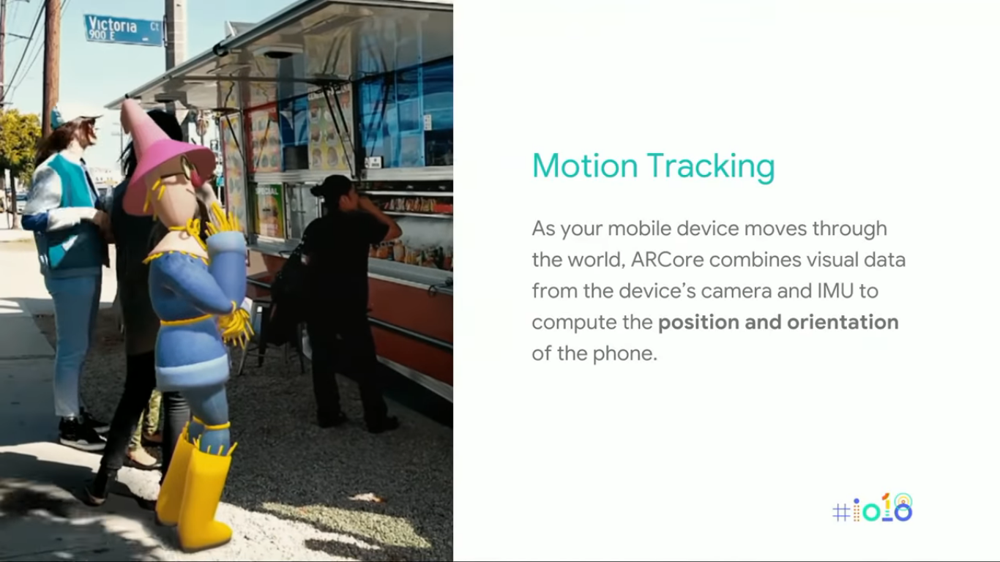 Victoria Ct
900 E
SPECIAL
Motion Tracking
As your mobile device moves through
the world, ARCore combines visual data
from the device’s camera and IMU to
compute the position and orientation
of the phone.
#io18